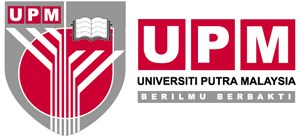 UPM
UPM
UNIVERSITI PUTRA MALAYSIA
BERILMU BERBAKTI